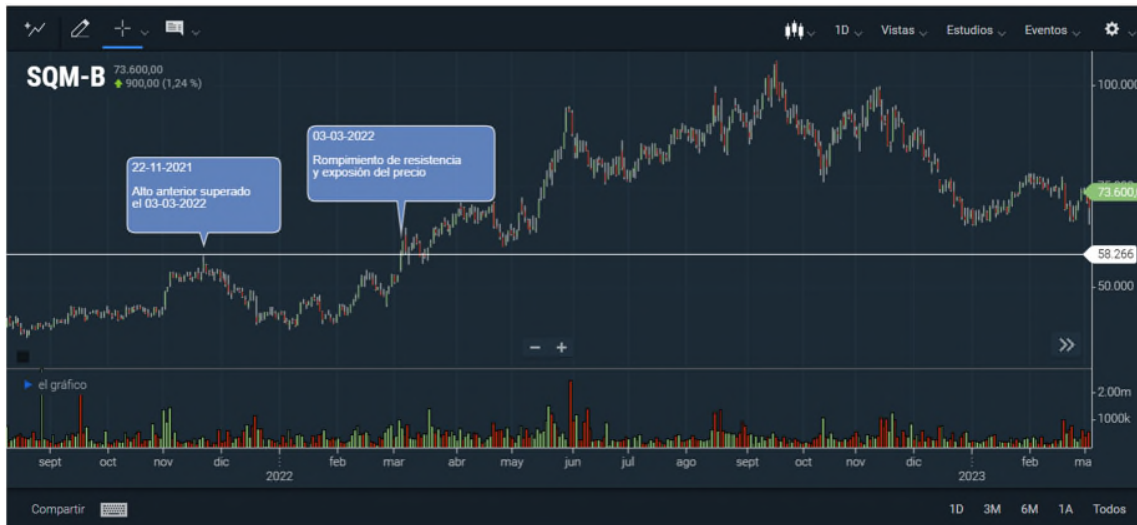 1D Vistas Estudios Eventos
SQM-B 73.600,00
900,00 (1,24 %)
100.000
03-03-2022
Rompimiento de resistencia
y exposión del precio
22-11-2021
Alto anterior superado
el 03-03-2022
73.600,
58.266
50.000
el gráfico
2.00m
1000k
sept oct nov dic feb mar abr may jun jul ago sept oct nov dic feb ma
2022 2023
Compartir 1D 3M 6M 1A Todos